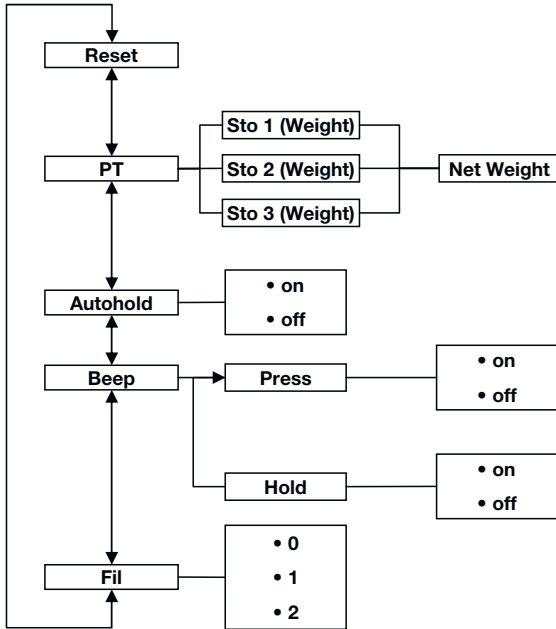 Reset
Sto 1 (Weight)
PT
Sto 2 (Weight)
Net Weight
Sto 3 (Weight)
Autohold
• on
• off
Beep
Press
• on
• off
Hold
• on
• off
Fil
• 0
• 1
• 2